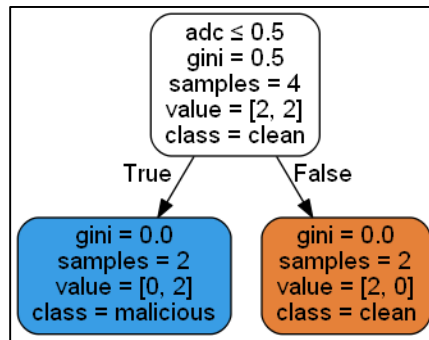 adc ≤ 0.5
gini = 0.5
samples = 4
value = [2, 2]
class = clean
True
False
gini = 0.0
samples = 2
value = [0, 2]
class = malicious
gini = 0.0
samples = 2
value = [2, 0]
class = clean